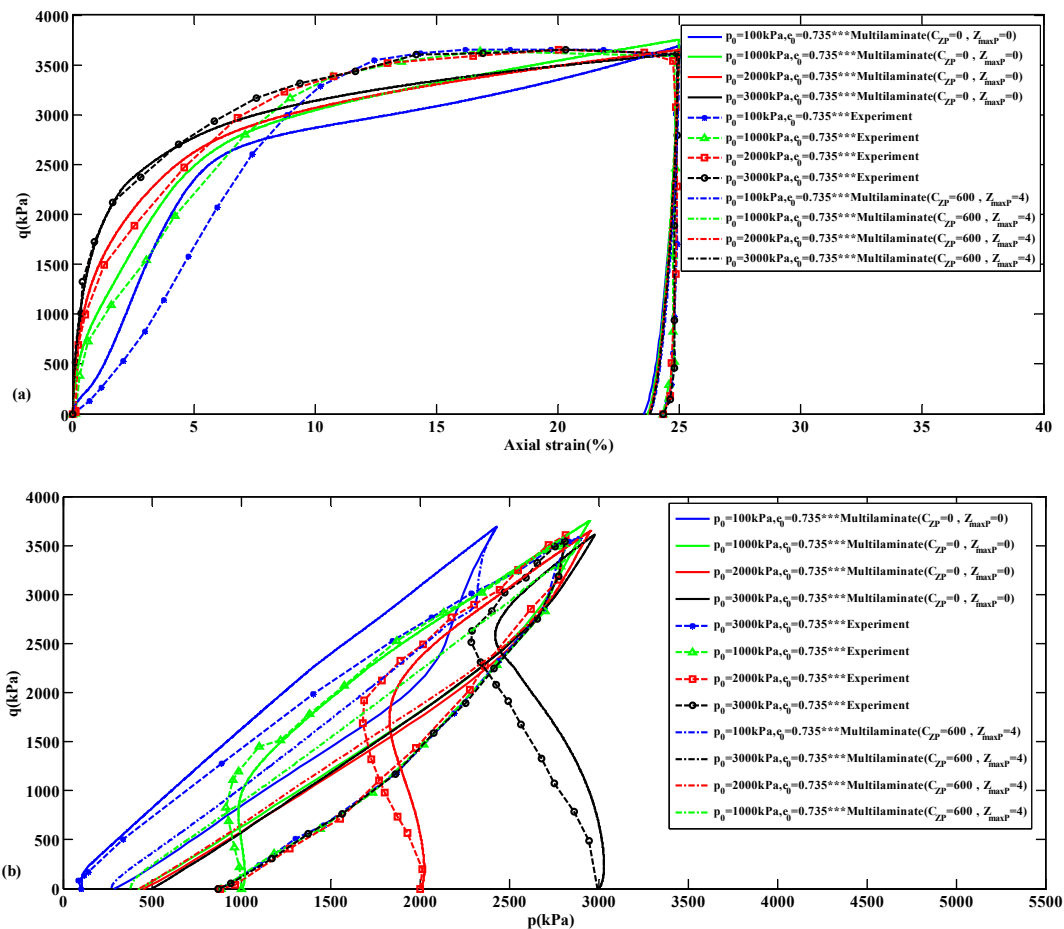 4000
3500
3000
2500
2000
1500
1000
500
0
q(kPa)
(a)
0
5
10
15
20
25
30
35
40
Axial strain(%)
p0=100kPa,e0=0.735***Multilaminate(CZP=0 , ZmaxP=0)
p0=1000kPa,e0=0.735***Multilaminate(CZP=0 , ZmaxP=0)
p0=2000kPa,e0=0.735***Multilaminate(CZP=0 , ZmaxP=0)
p0=3000kPa,e0=0.735***Multilaminate(CZP=0 , ZmaxP=0)
p0=100kPa,e0=0.735***Experiment
p0=1000kPa,e0=0.735***Experiment
p0=2000kPa,e0=0.735***Experiment
p0=3000kPa,e0=0.735***Experiment
p0=100kPa,e0=0.735***Multilaminate(CZP=600 , ZmaxP=4)
p0=1000kPa,e0=0.735***Multilaminate(CZP=600 , ZmaxP=4)
p0=2000kPa,e0=0.735***Multilaminate(CZP=600 , ZmaxP=4)
p0=3000kPa,e0=0.735***Multilaminate(CZP=600 , ZmaxP=4)
4000
3500
3000
2500
2000
1500
1000
500
0
q(kPa)
(b)
0
500
1000
1500
2000
2500
3000
3500
4000
4500
5000
5500
p(kPa)
p0=100kPa,e0=0.735***Multilaminate(CZP=0 , ZmaxP=0)
p0=1000kPa,e0=0.735***Multilaminate(CZP=0 , ZmaxP=0)
p0=2000kPa,e0=0.735***Multilaminate(CZP=0 , ZmaxP=0)
p0=3000kPa,e0=0.735***Multilaminate(CZP=0 , ZmaxP=0)
p0=3000kPa,e0=0.735***Experiment
p0=1000kPa,e0=0.735***Experiment
p0=2000kPa,e0=0.735***Experiment
p0=3000kPa,e0=0.735***Experiment
p0=100kPa,e0=0.735***Multilaminate(CZP=600 , ZmaxP=4)
p0=3000kPa,e0=0.735***Multilaminate(CZP=600 , ZmaxP=4)
p0=2000kPa,e0=0.735***Multilaminate(CZP=600 , ZmaxP=4)
p0=1000kPa,e0=0.735***Multilaminate(CZP=600 , ZmaxP=4)